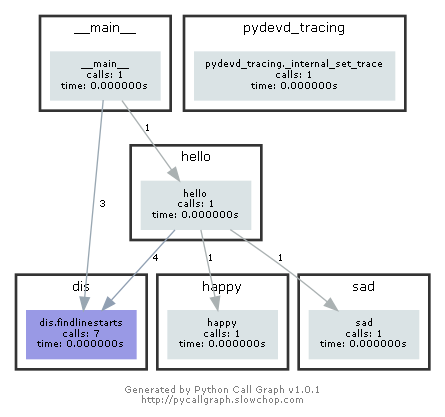 __main__
__main__
calls: 1
time: 0.000000s
pydevd_tracing
pydevd_tracing._internal_set_trace
calls: 1
time: 0.000000s
1
3
hello
hello
calls: 1
time: 0.000000s
4
1
1
dis
dis.findlinestarts
calls: 7
time: 0.000000s
happy
happy
calls: 1
time: 0.000000s
sad
sad
calls: 1
time: 0.000000s
Generated by Python Call Graph v1.0.1
http://pycallgraph.slowchop.com